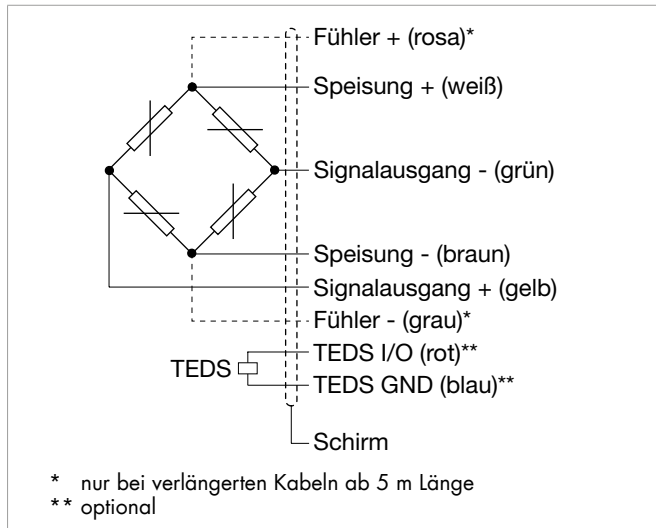 Fühler + (rosa)*
Speisung + (weiß)
Signalausgang - (grün)
Speisung - (braun)
Signalausgang + (gelb)
Fühler - (grau)*
TEDS I/O (rot)**
TEDS
TEDS GND (blau)**
Schirm
* nur bei verlängerten Kabeln ab 5 m Länge
** optional